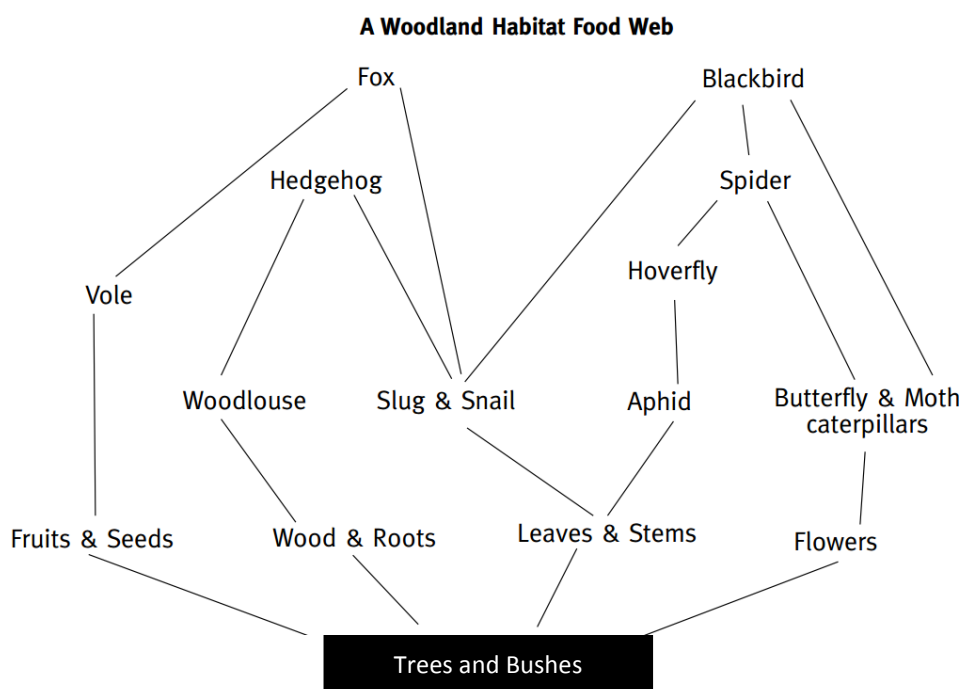 A Woodland Habitat Food Web
Fox
Blackbird
Hedgehog
Spider
Hoverfly
Vole
Woodlouse
Slug & Snail
Aphid
Butterfly & Moth
caterpillars
Fruits & Seeds
Wood & Roots
Leaves & Stems
Flowers
Trees and Bushes